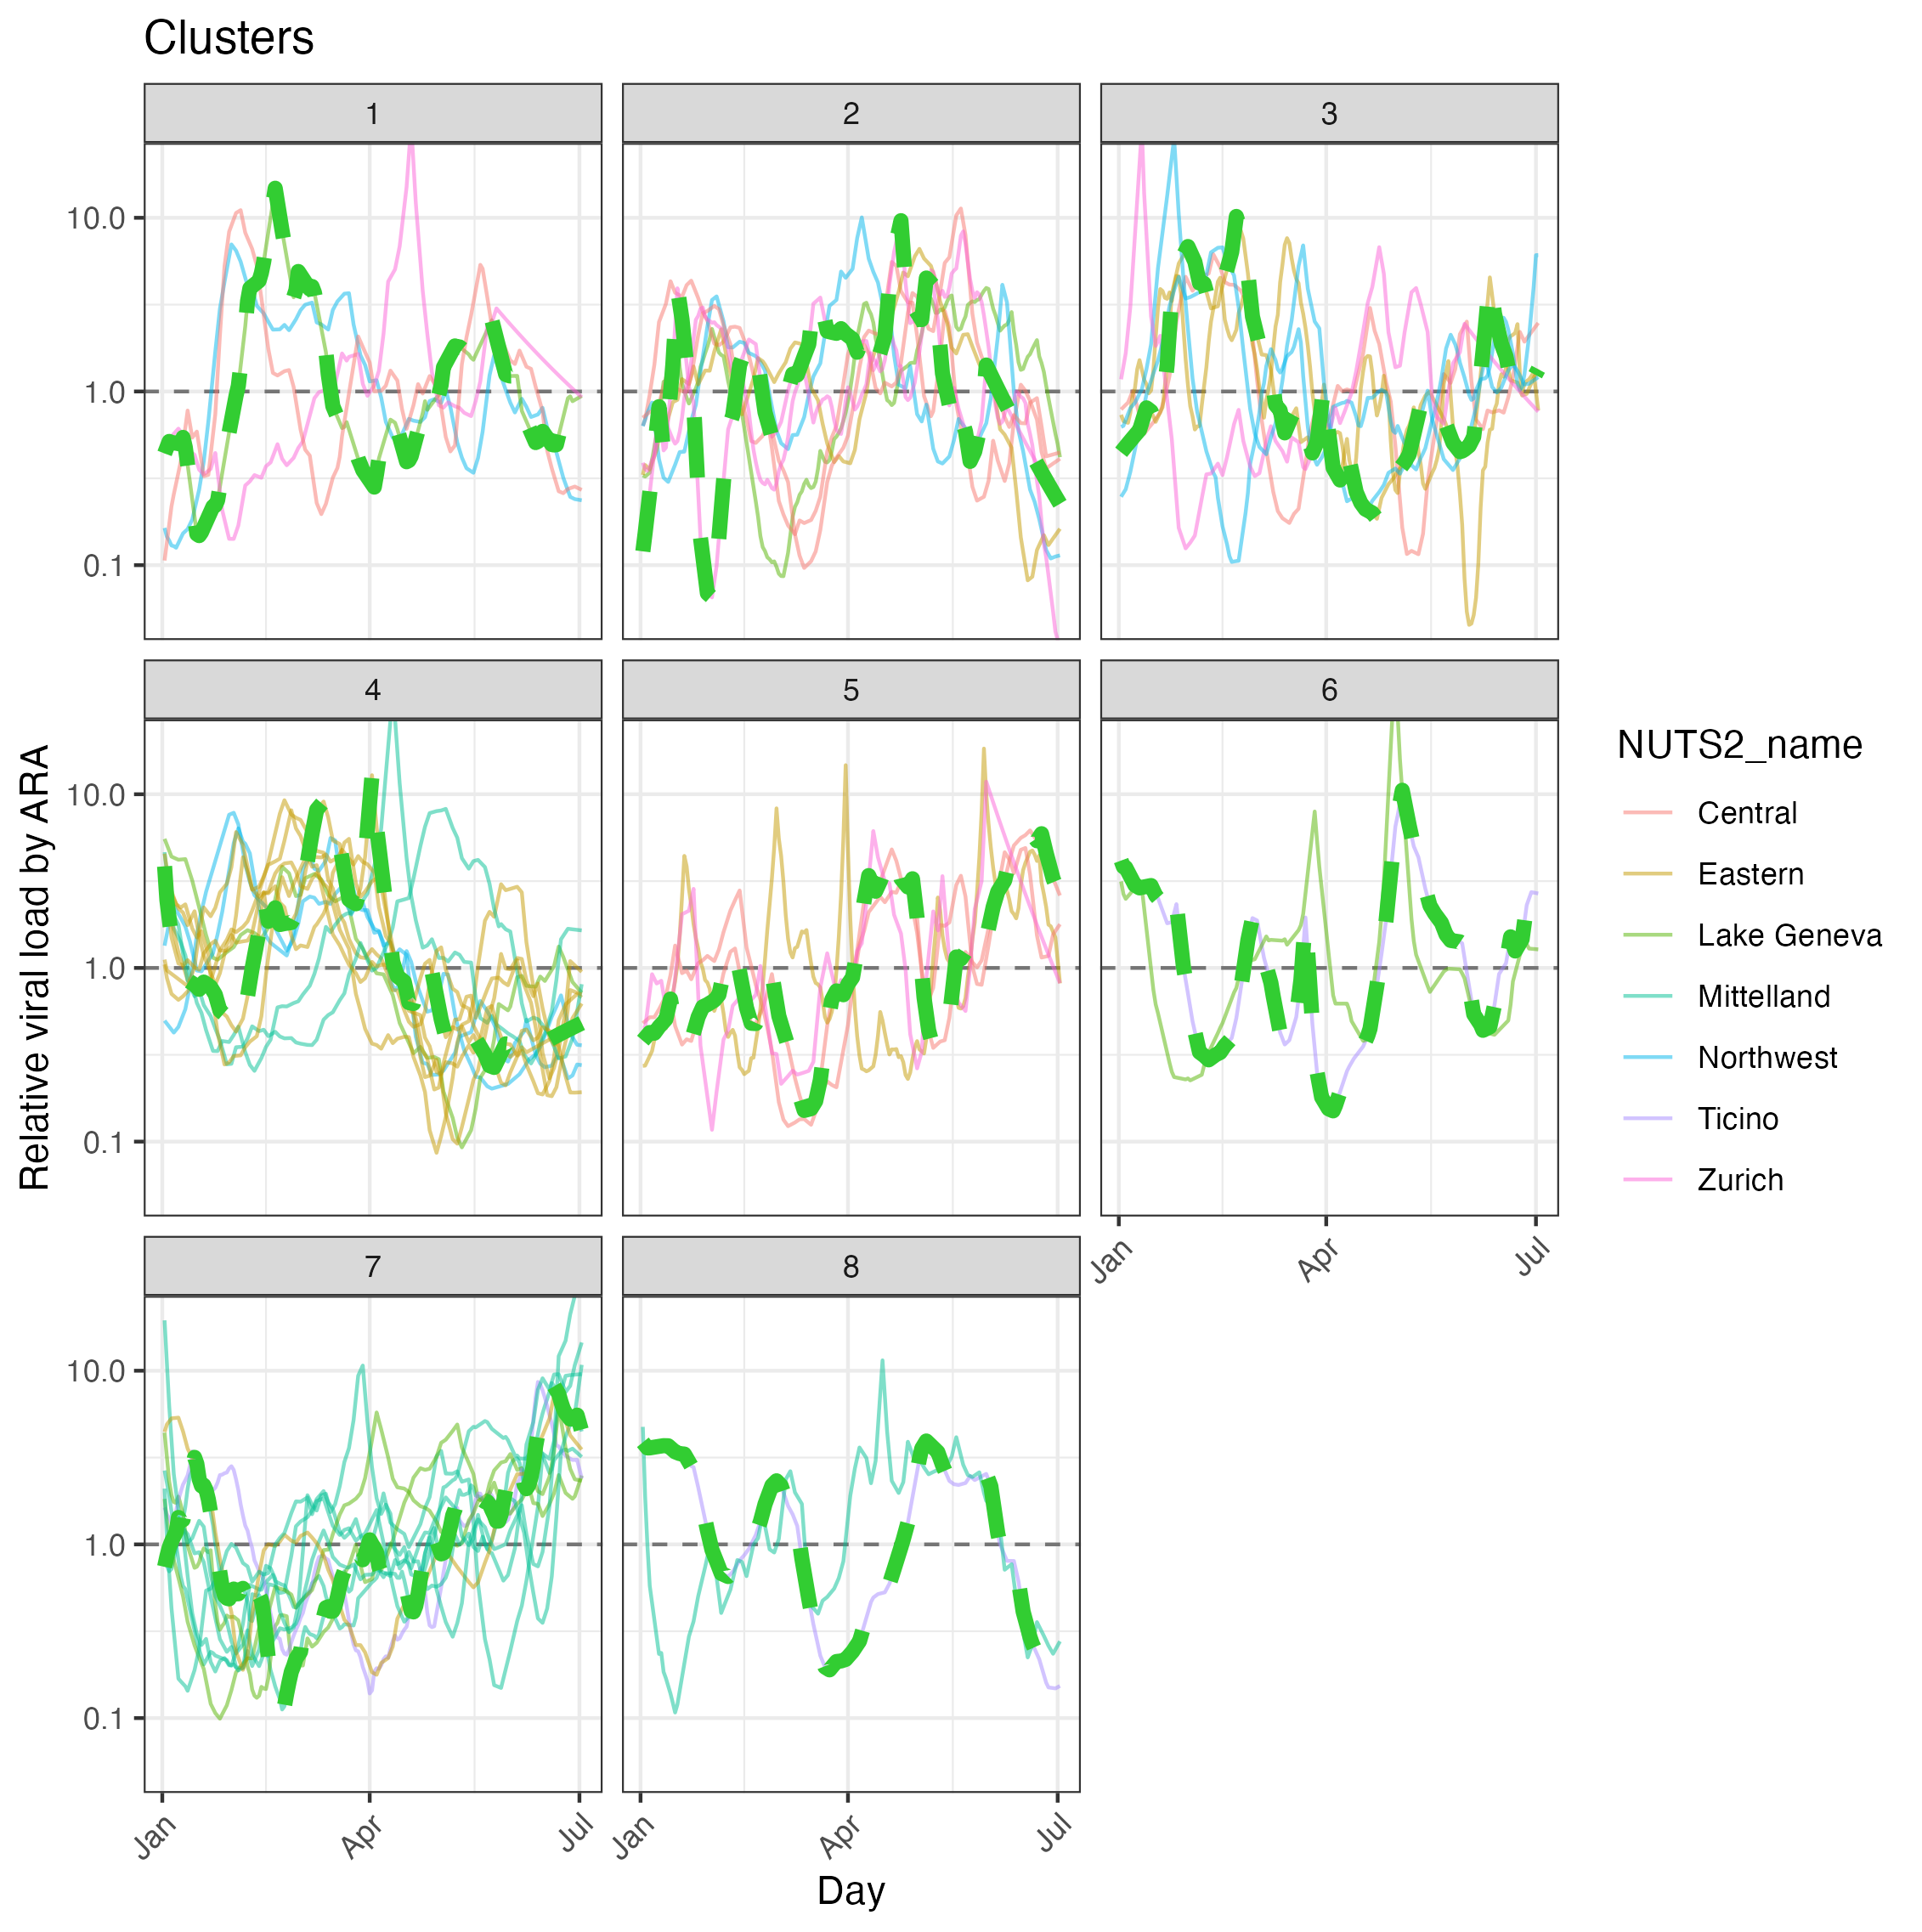 Clusters
1
2
3
10.0
1.0
0.1
4
5
6
10.0
1.0
0.1
Jan
Apr
Jul
7
8
10.0
1.0
0.1
Jan
Apr
Jul
Jan
Apr
Jul
Day
Relative viral load by ARA
NUTS2_name
Central
Eastern
Lake Geneva
Mittelland
Northwest
Ticino
Zurich